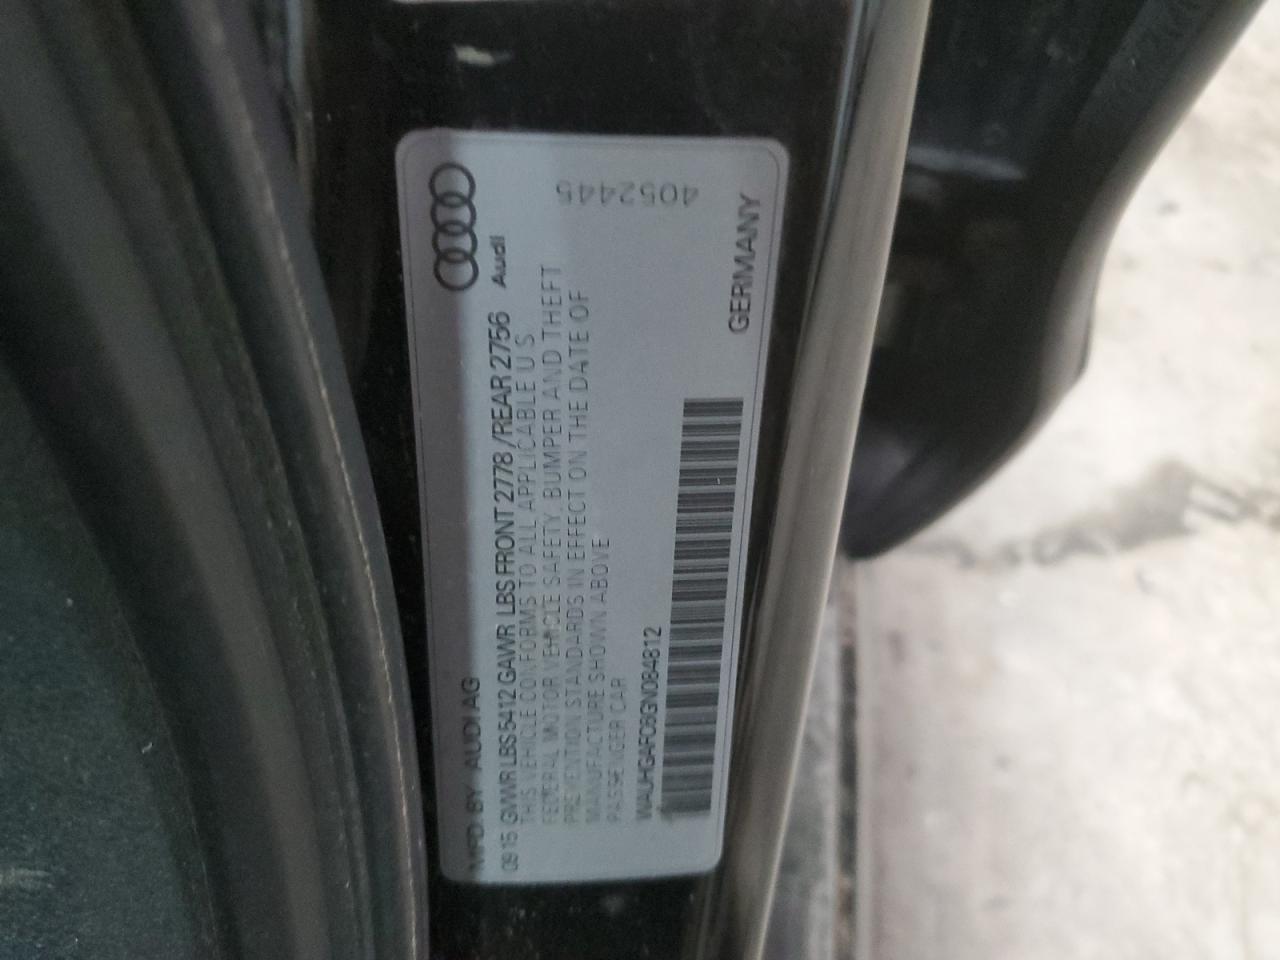 MFD. BY AUDI AG
09 15 GVWR LBS 5412 GAWR LBS FRONT 2778 / REAR 2756
Audi
THIS VEHICLE CONFORMS TO ALL APPLICABLE U S
FEDERAL MOTOR VEHICLE SAFETY, BUMPER AND THEFT
PREVENTION STANDARDS IN EFFECT ON THE DATE OF
MANUFACTURE SHOWN ABOVE
PASSENGER CAR
WAUHGAFC6GN084812
GERMANY
4052445